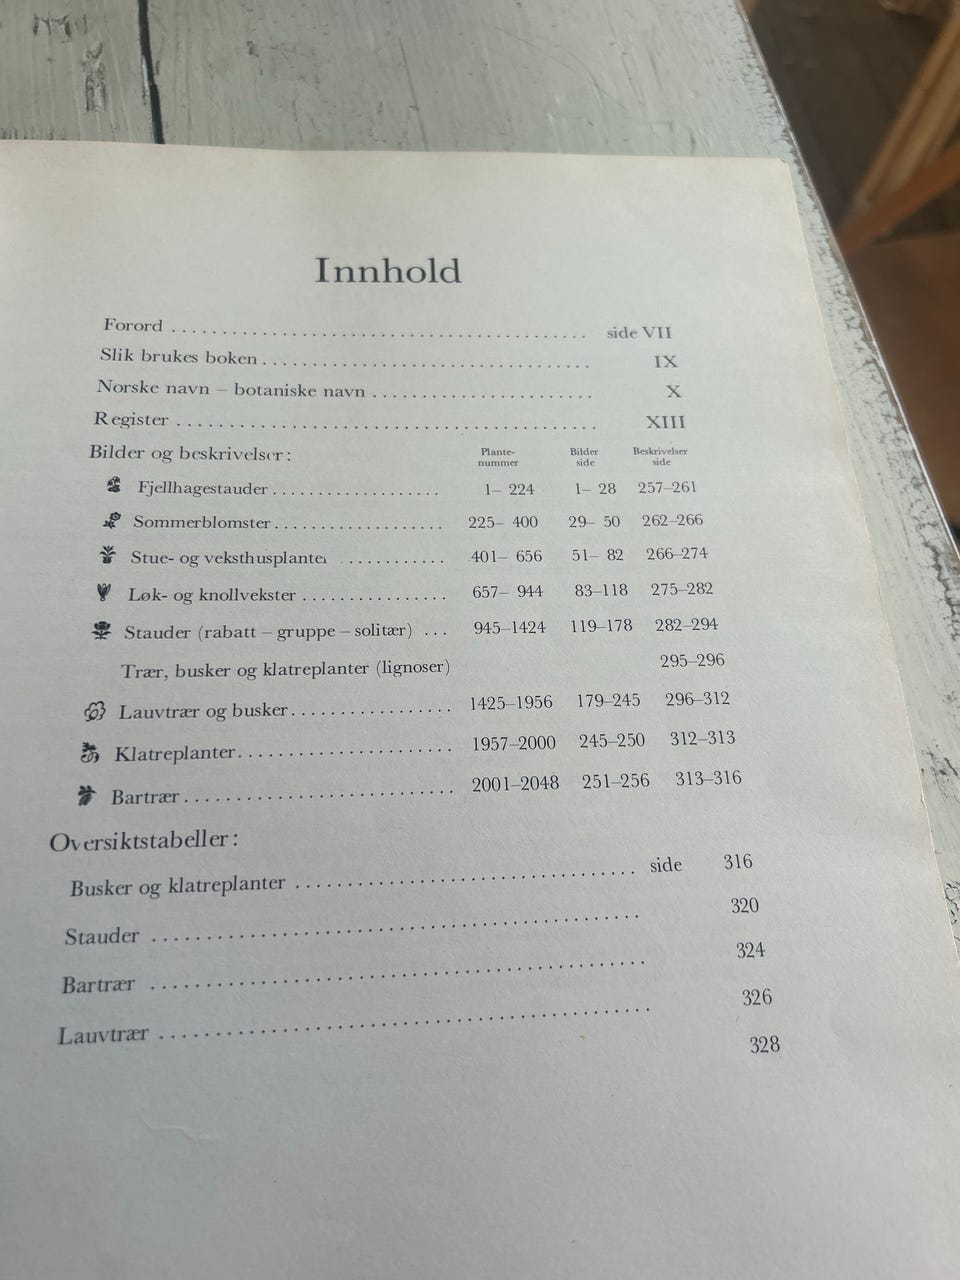 Innhold
Forord ........................................ side VII
Slik brukes boken ................................ IX
Norske navn – botaniske navn ...................... X
Register ......................................... XIII
Bilder og beskrivelser: Plante-nummer Bilder side Beskrivelser side
Fjellhagestauder ................. 1– 224 1– 28 257–261
Sommerblomster ................. 225– 400 29– 50 262–266
Stue- og veksthusplanter ........... 401– 656 51– 82 266–274
Løk- og knollvekster ............... 657– 944 83–118 275–282
Stauder (rabatt – gruppe – solitær) ... 945–1424 119–178 282–294
Trær, busker og klatreplanter (lignoser) 295–296
Lauvtrær og busker ................. 1425–1956 179–245 296–312
Klatreplanter ...................... 1957–2000 245–250 312–313
Bartrær ........................... 2001–2048 251–256 313–316
Oversiktstabeller:
Busker og klatreplanter ................................ side 316
Stauder ............................................. 320
Bartrær ............................................. 324
Lauvtrær ............................................ 326
328